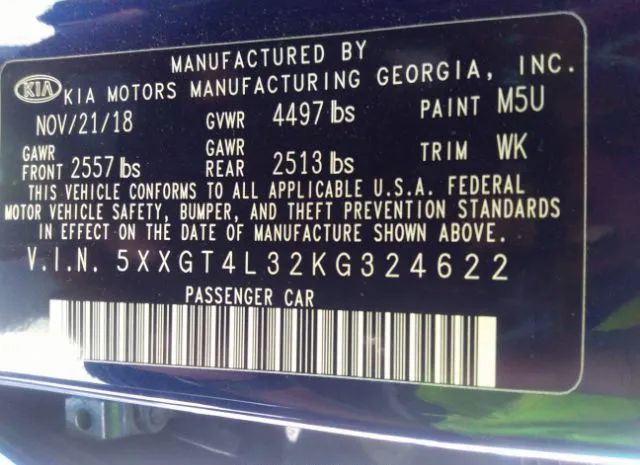 MANUFACTURED BY
KIA KIA MOTORS MANUFACTURING GEORGIA, INC.
NOV/21/18 GVWR 4497 lbs PAINT M5U
GAWR FRONT 2557 lbs GAWR REAR 2513 lbs TRIM WK
THIS VEHICLE CONFORMS TO ALL APPLICABLE U.S.A. FEDERAL
MOTOR VEHICLE SAFETY, BUMPER, AND THEFT PREVENTION STANDARDS
IN EFFECT ON THE DATE OF MANUFACTURE SHOWN ABOVE.
V.I.N. 5XXGT4L32KG324622
PASSENGER CAR